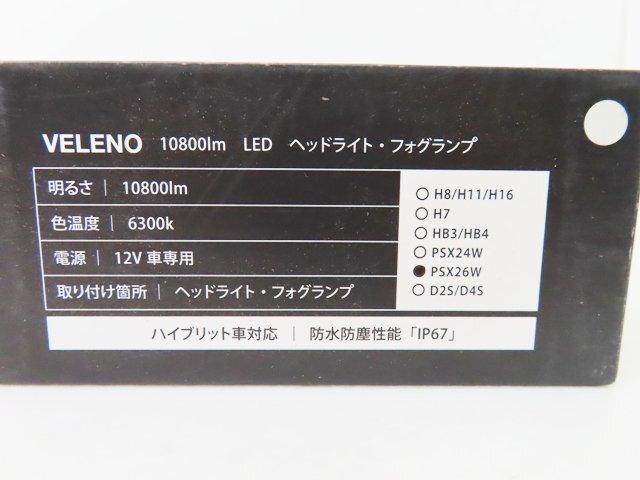 VELENO 10800lm LED ヘッドライト・フォグランプ
明るさ | 10800lm
色温度 | 6300k
電源 | 12V 車専用
取り付け箇所 | ヘッドライト・フォグランプ
○ H8/H11/H16
○ H7
○ HB3/HB4
○ PSX24W
● PSX26W
○ D2S/D4S
ハイブリット車対応 | 防水防塵性能「IP67」